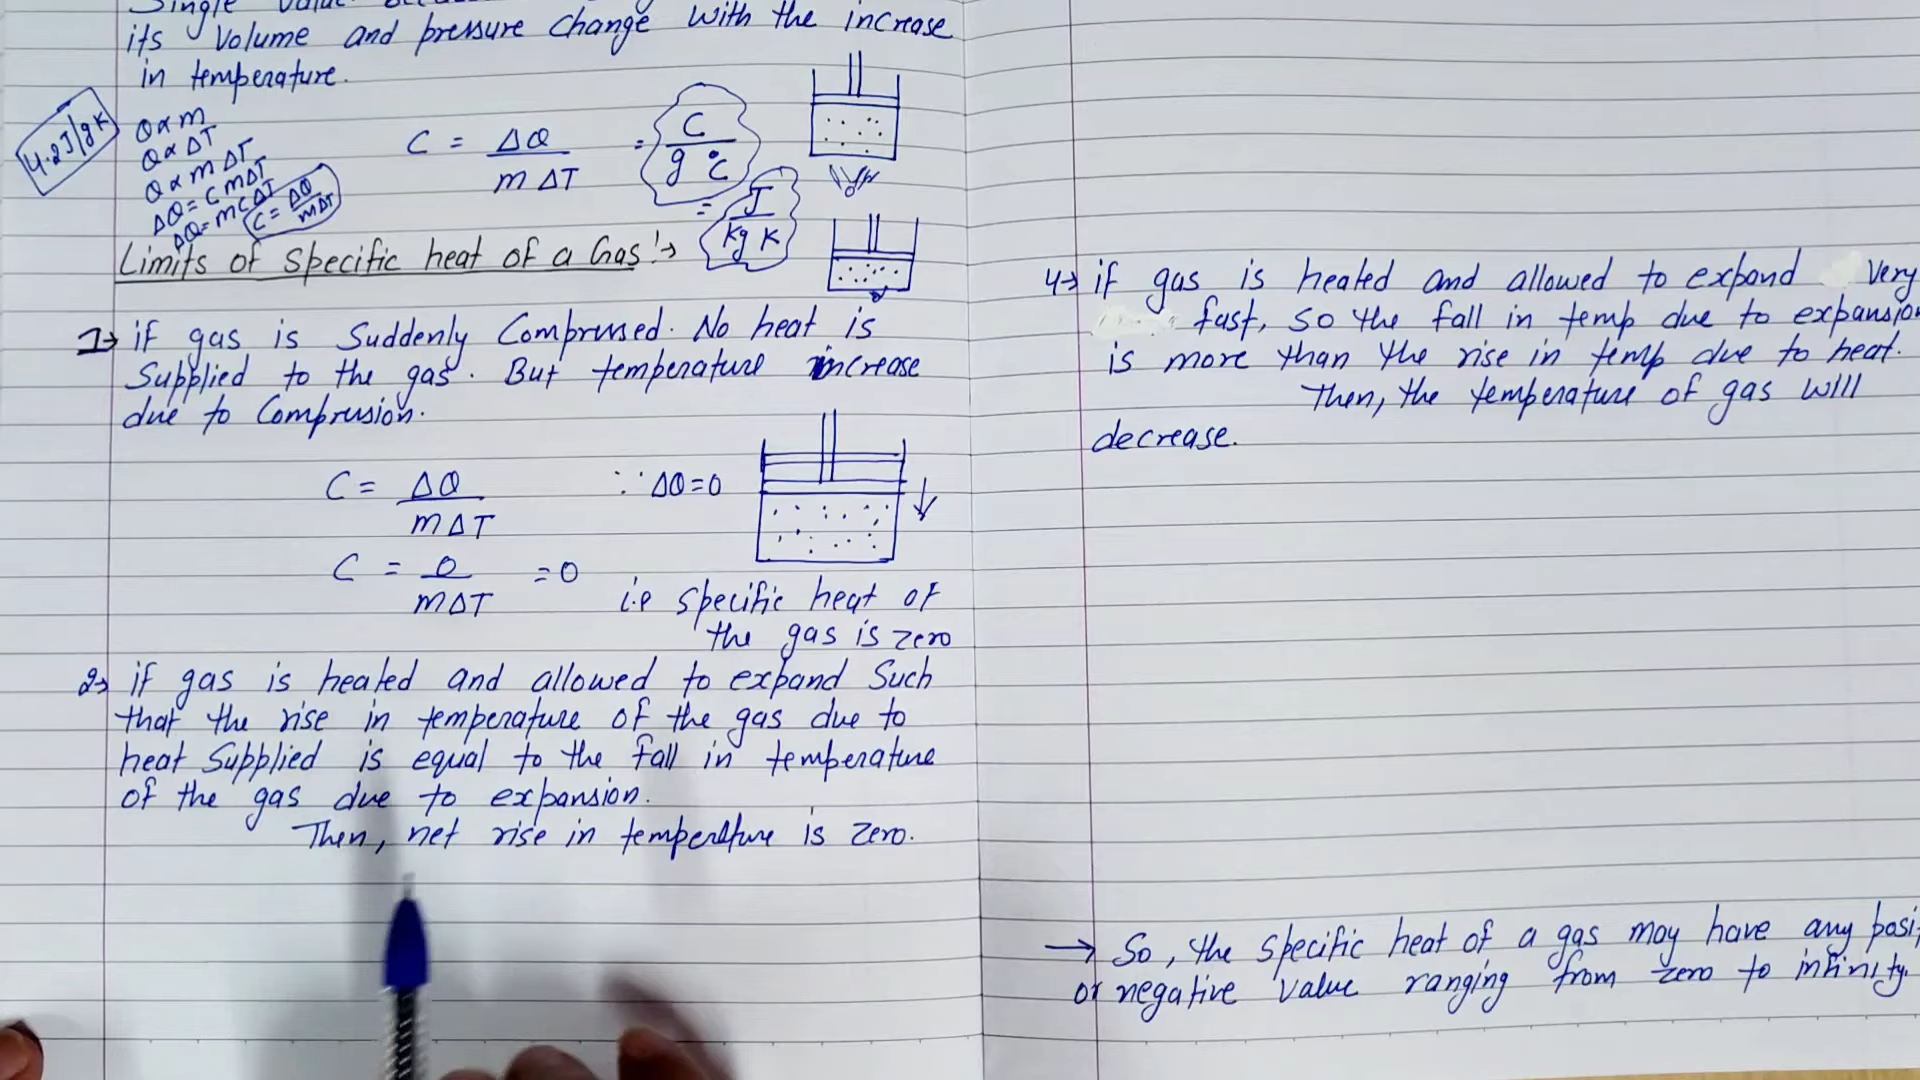 Single Value
its Volume and pressure change with the increase
in temperature.
4.2J/gK
Q∝m
Q∝ΔT
Q∝mΔT
ΔQ=CmΔT
ΔQ=mCΔT
C=ΔQ/mΔT
C = ΔQ/mΔT = C/g °C
= J/kg K
Limits of Specific heat of a Gas:→
1→ if gas is Suddenly Compressed. No heat is
Supplied to the gas. But temperature increase
due to Compression.
C = ΔQ/mΔT ∵ ΔQ=0
C = 0/mΔT =0 i.e specific heat of
the gas is zero
2→ if gas is heated and allowed to expand Such
that the rise in temperature of the gas due to
heat Supplied is equal to the fall in temperature
of the gas due to expansion.
Then, net rise in temperature is zero.
4→ if gas is heated and allowed to expand Very
fast, so the fall in temp due to expansion
is more than the rise in temp due to heat.
Then, the temperature of gas will
decrease.
→ So, the specific heat of a gas may have any posi
or negative value ranging from zero to infinity.